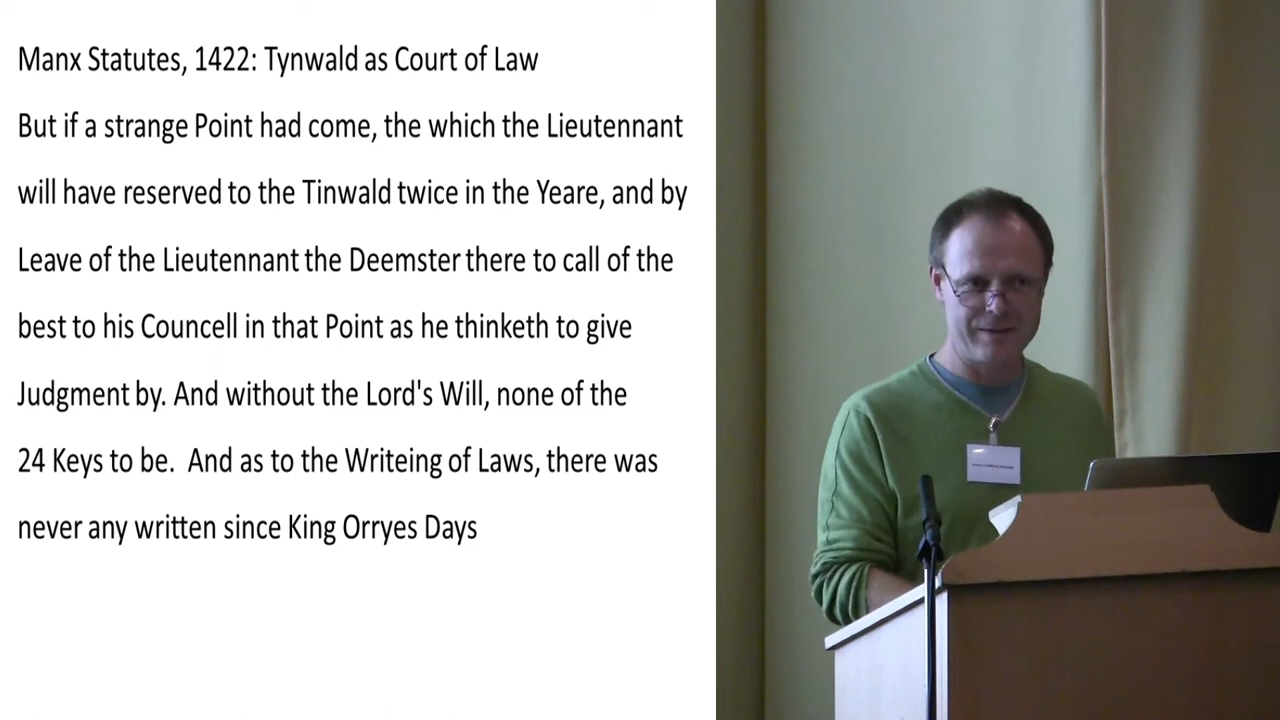 Manx Statutes, 1422: Tynwald as Court of Law
But if a strange Point had come, the which the Lieutennant
will have reserved to the Tinwald twice in the Yeare, and by
Leave of the Lieutennant the Deemster there to call of the
best to his Councell in that Point as he thinketh to give
Judgment by. And without the Lord's Will, none of the
24 Keys to be.  And as to the Writeing of Laws, there was
never any written since King Orryes Days